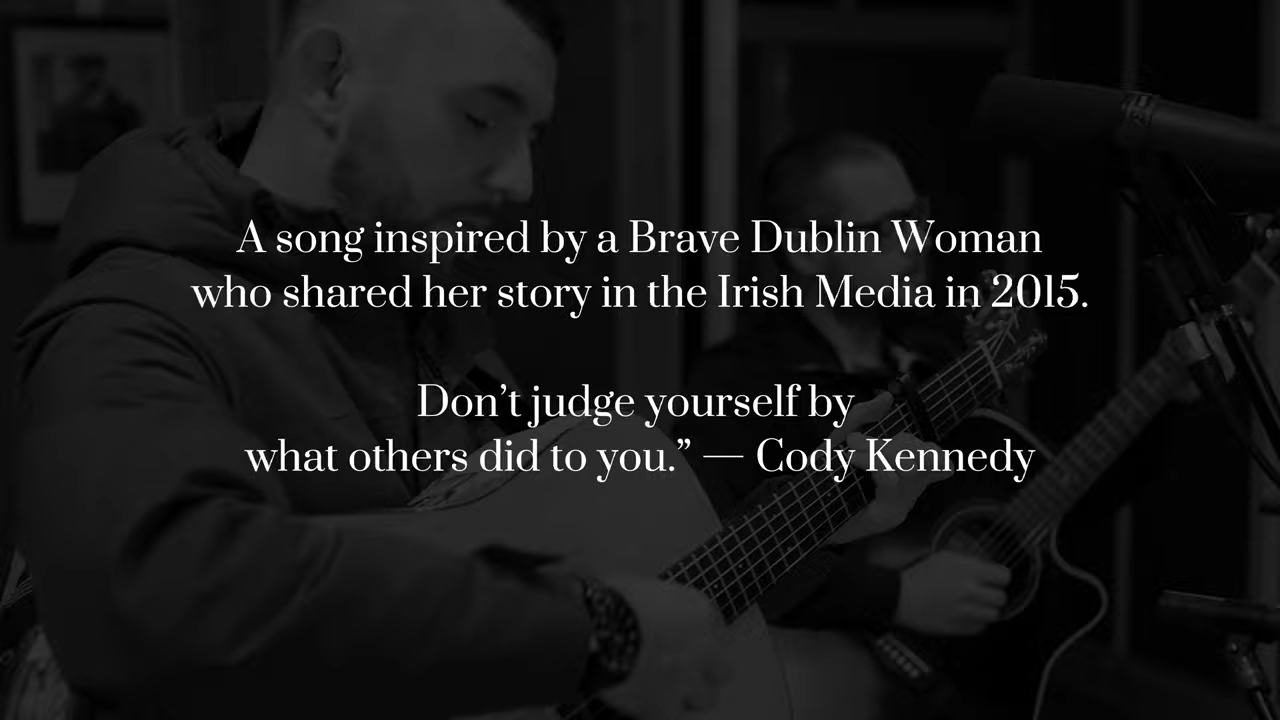 A song inspired by a Brave Dublin Woman
who shared her story in the Irish Media in 2015.
Don’t judge yourself by
what others did to you.” — Cody Kennedy